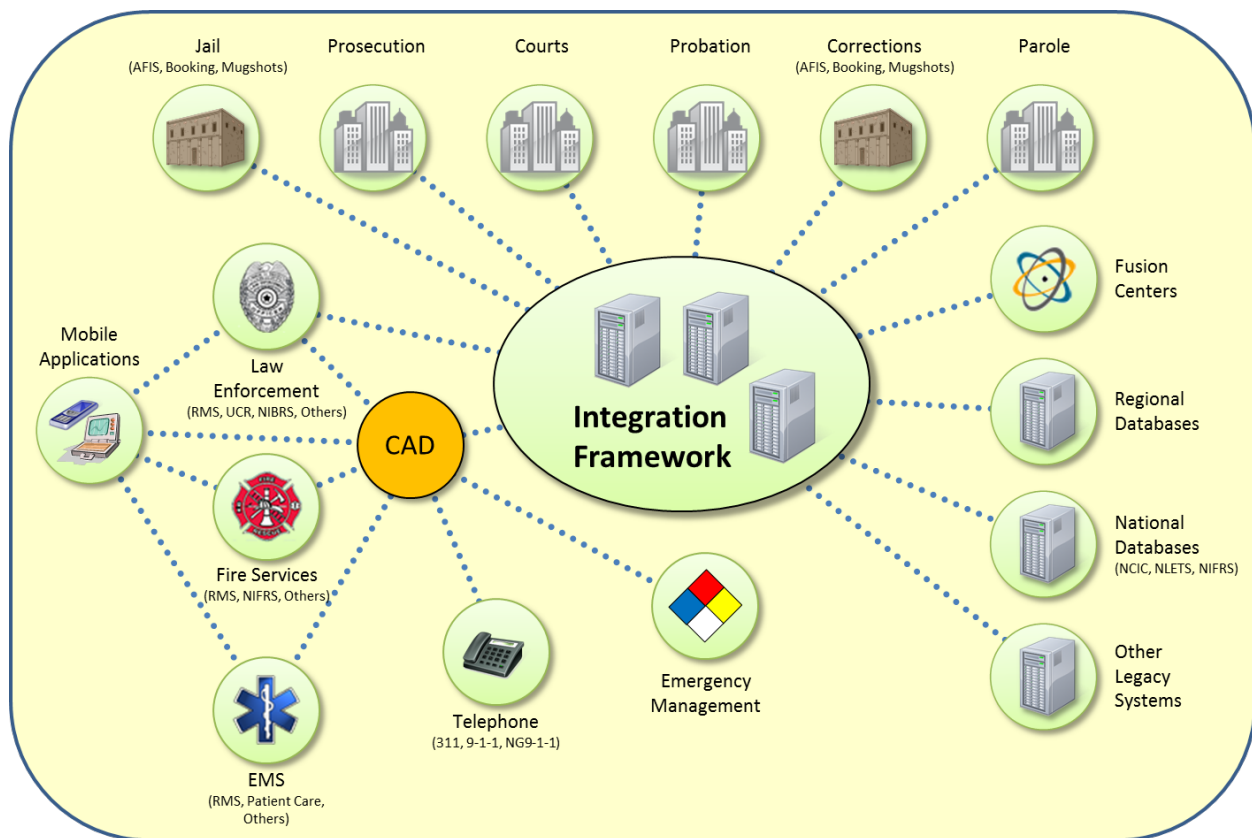 Jail
(AFIS, Booking, Mugshots)
Prosecution
Courts
Probation
Corrections
(AFIS, Booking, Mugshots)
Parole
Fusion
Centers
Mobile
Applications
Law
Enforcement
(RMS, UCR, NIBRS, Others)
CAD
Integration
Framework
Regional
Databases
FIRE
RESCUE
Fire Services
(RMS, NIFRS, Others)
National
Databases
(NCIC, NLETS, NIFRS)
Telephone
(311, 9-1-1, NG9-1-1)
Emergency
Management
Other
Legacy
Systems
EMS
(RMS, Patient Care,
Others)